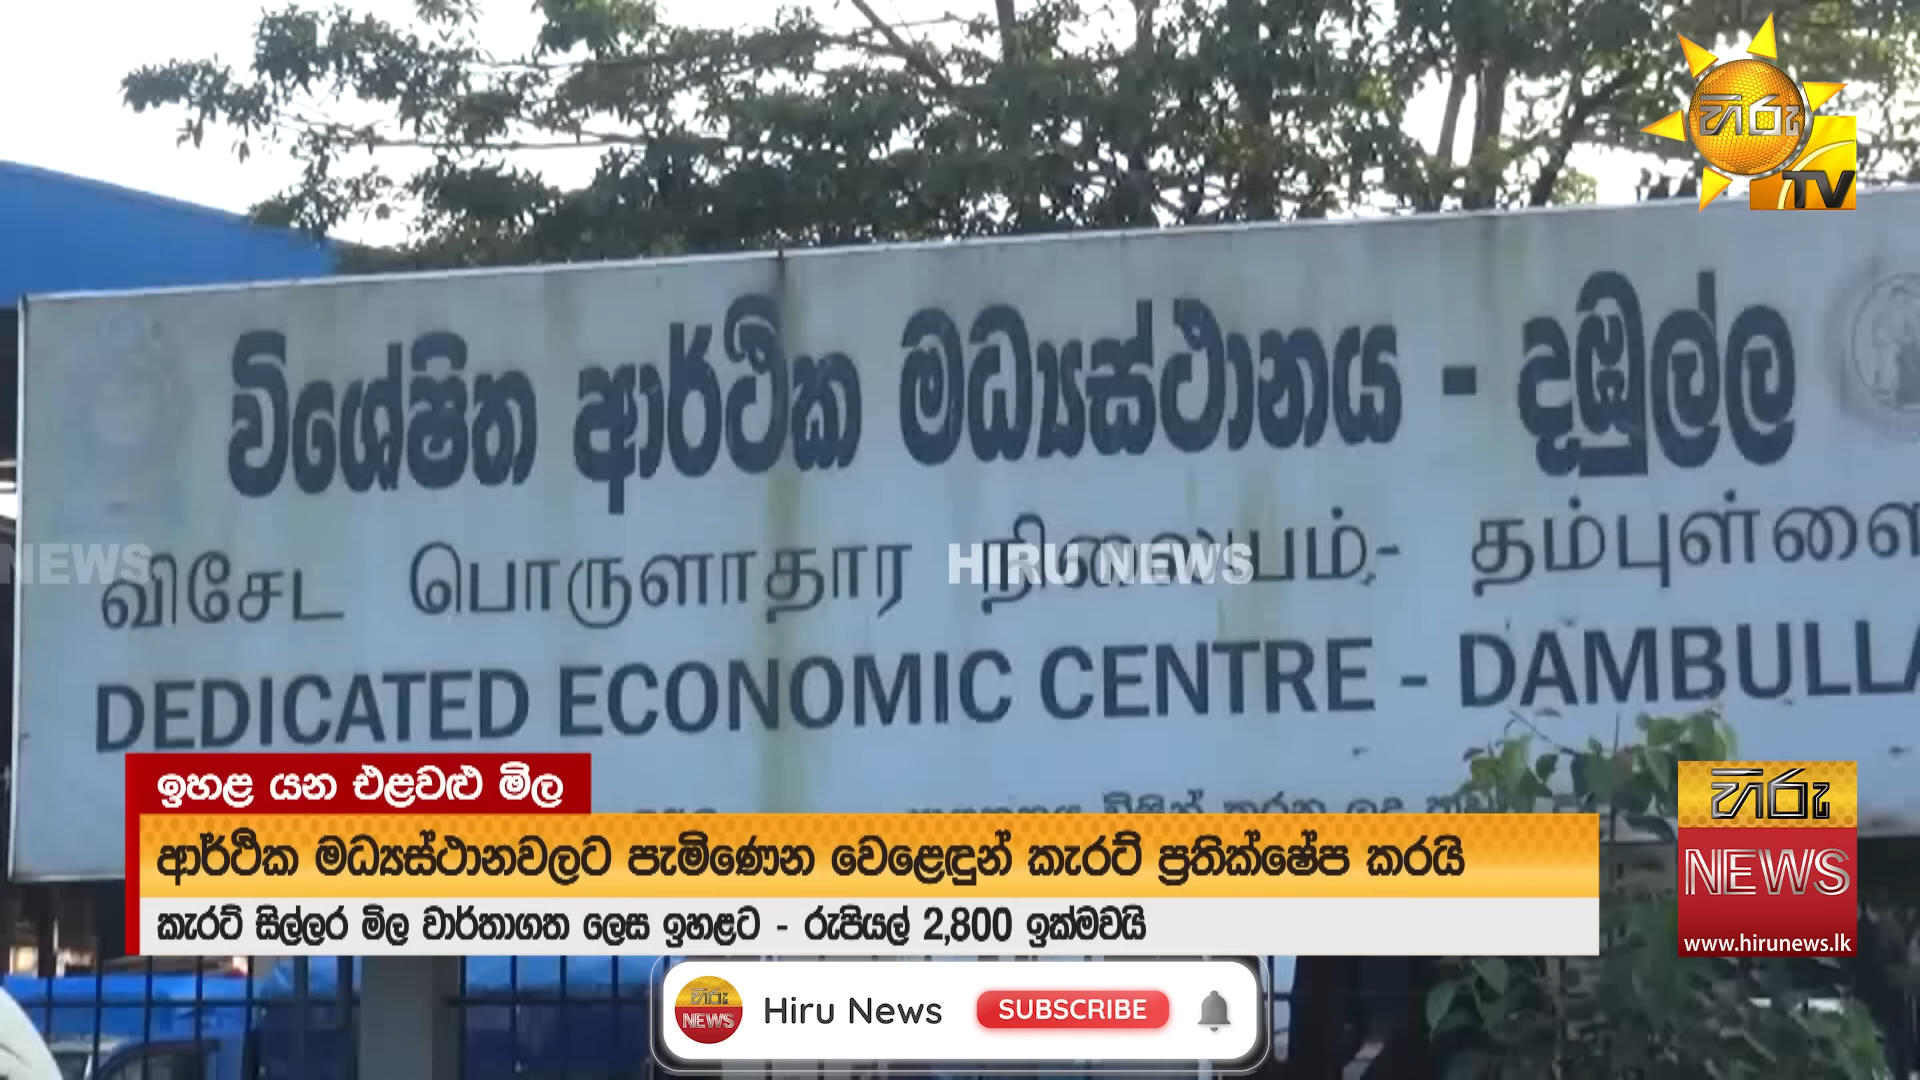 හිරු
TV
විශේෂිත ආර්ථික මධ්‍යස්ථානය - දඹුල්ල
விசேட பொருளாதார நிலையம்- தம்புள்ளை
NEWS
HIRU NEWS
DEDICATED ECONOMIC CENTRE - DAMBULLA
ඉහළ යන එළවළු මිල
ආර්ථික මධ්‍යස්ථානවලට පැමිණෙන වෙළෙඳුන් කැරට් ප්‍රතික්ෂේප කරයි
කැරට් සිල්ලර මිල වාර්තාගත ලෙස ඉහළට - රුපියල් 2,800 ඉක්මවයි
හිරු
NEWS
www.hirunews.lk
හිරු
NEWS
Hiru News
SUBSCRIBE